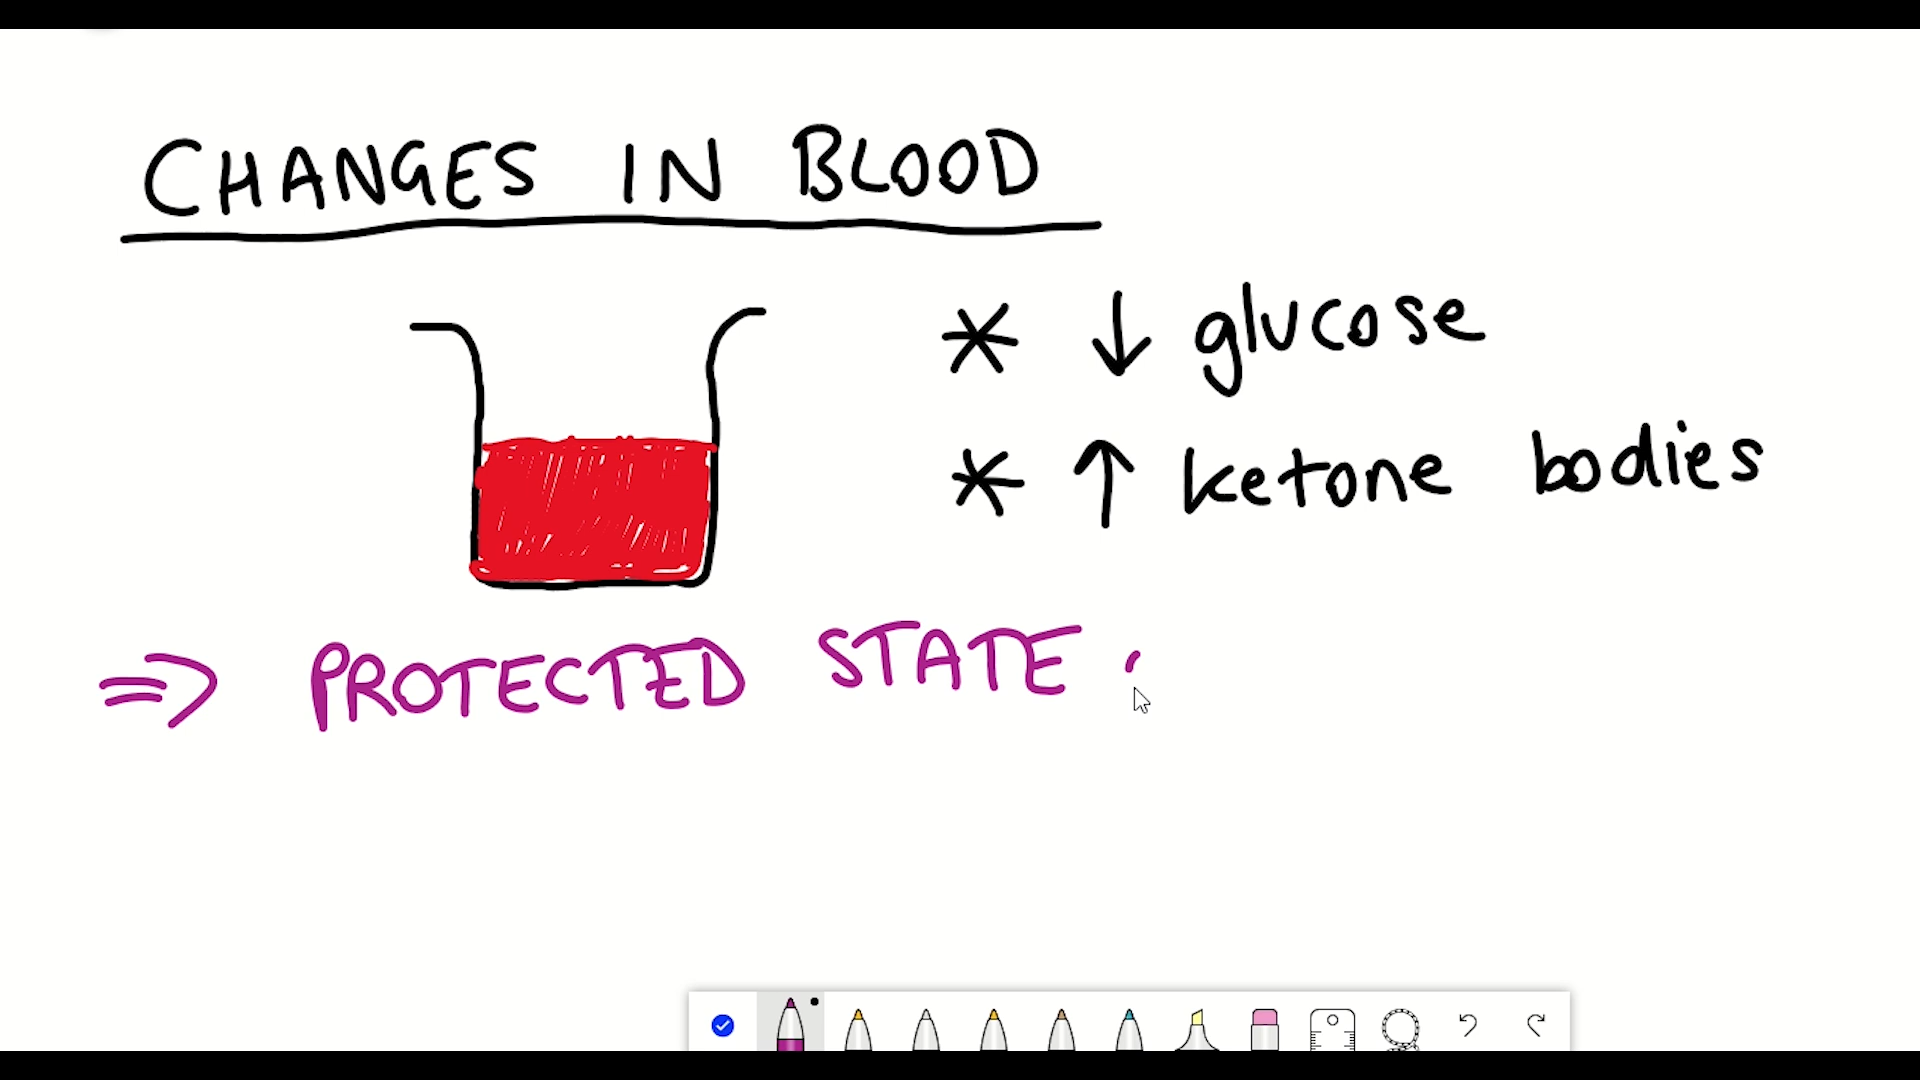 CHANGES IN BLOOD
* ↓ glucose
* ↑ ketone bodies
⇒ PROTECTED STATE